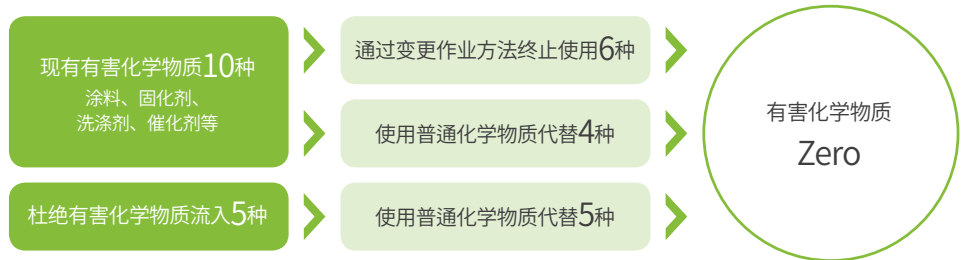 现有有害化学物质10种
涂料、固化剂、
洗涤剂、催化剂等
通过变更作业方法终止使用6种
使用普通化学物质代替4种
杜绝有害化学物质流入5种
使用普通化学物质代替5种
有害化学物质
Zero